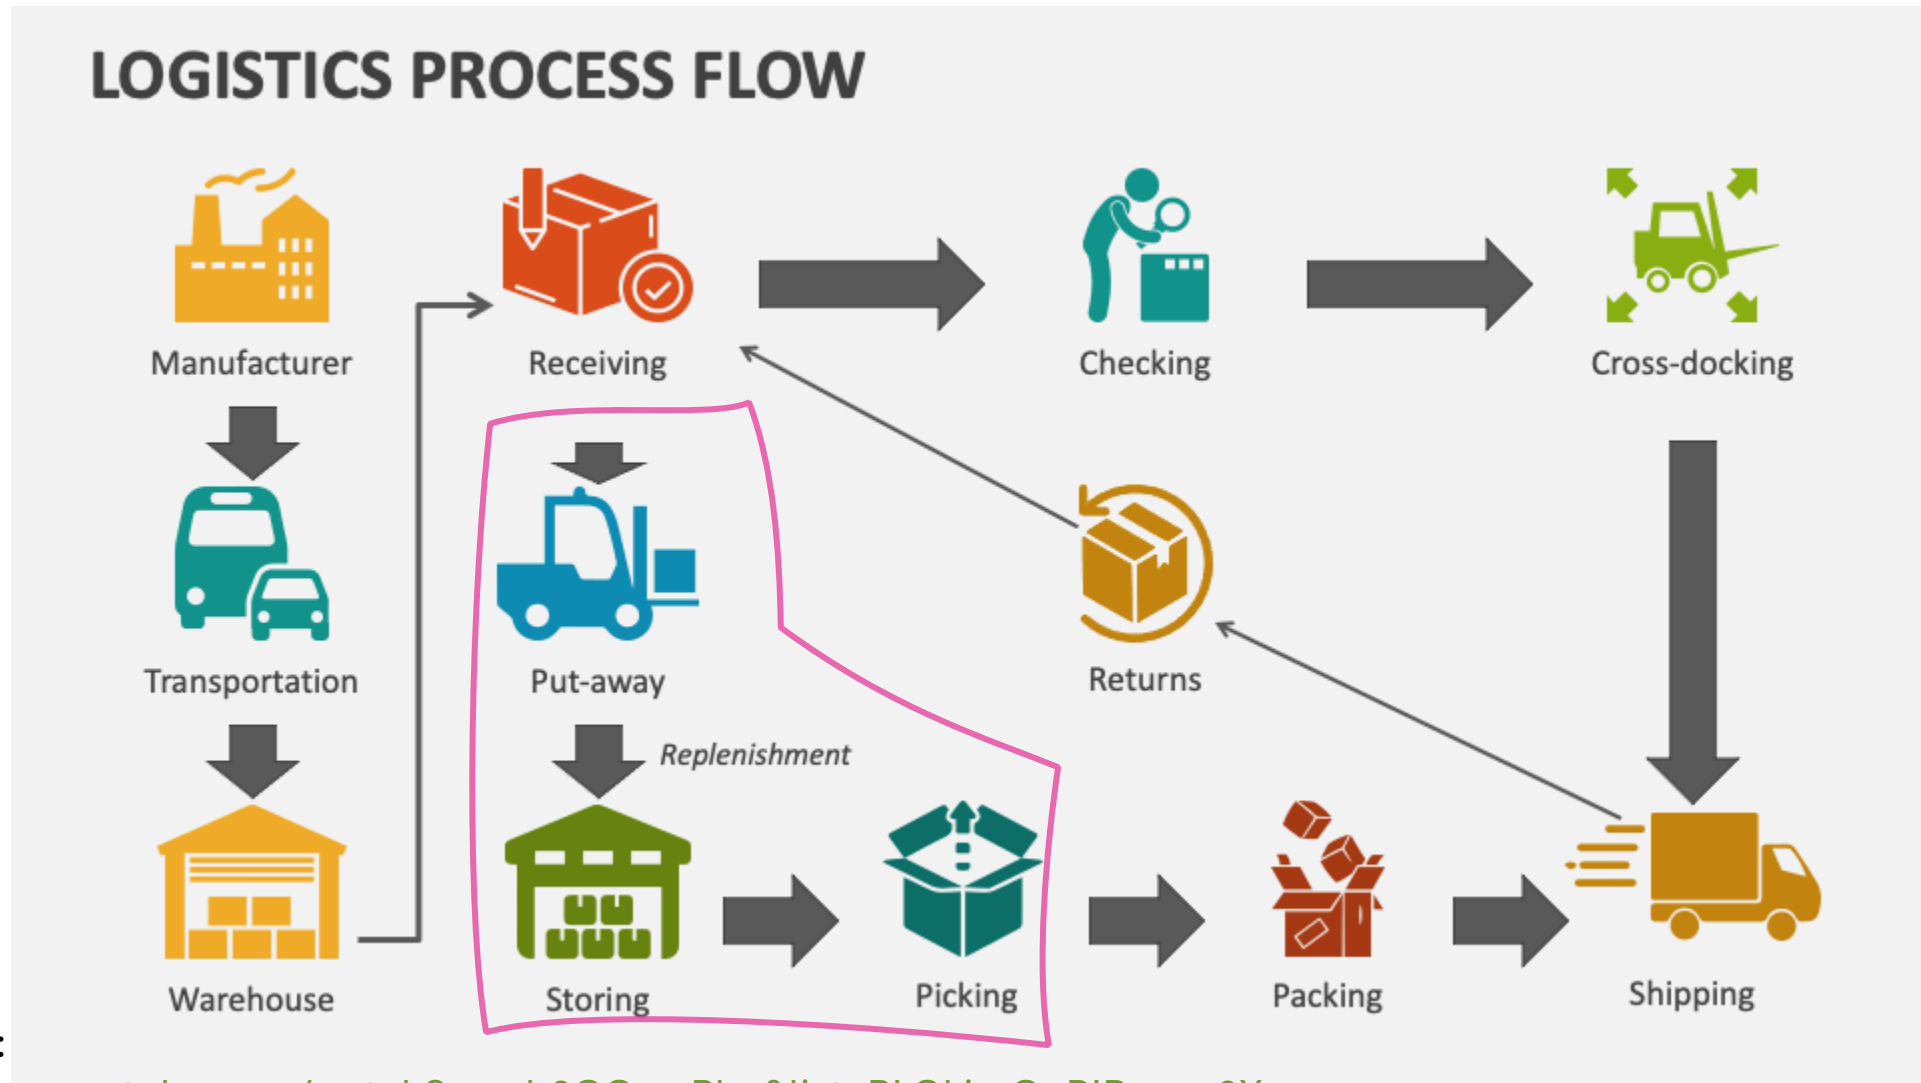 LOGISTICS PROCESS FLOW
Manufacturer
Receiving
Checking
Cross-docking
Transportation
Put-away
Returns
Replenishment
Warehouse
Storing
Picking
Packing
Shipping
: